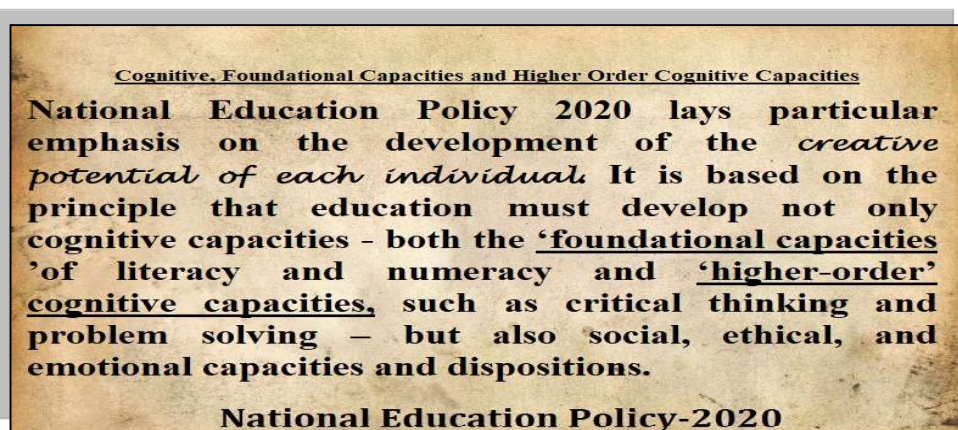 Cognitive, Foundational Capacities and Higher Order Cognitive Capacities
National Education Policy 2020 lays particular
emphasis on the development of the creative
potential of each individual. It is based on the
principle that education must develop not only
cognitive capacities - both the ‘foundational capacities
’of literacy and numeracy and ‘higher-order’
cognitive capacities, such as critical thinking and
problem solving – but also social, ethical, and
emotional capacities and dispositions.
National Education Policy-2020